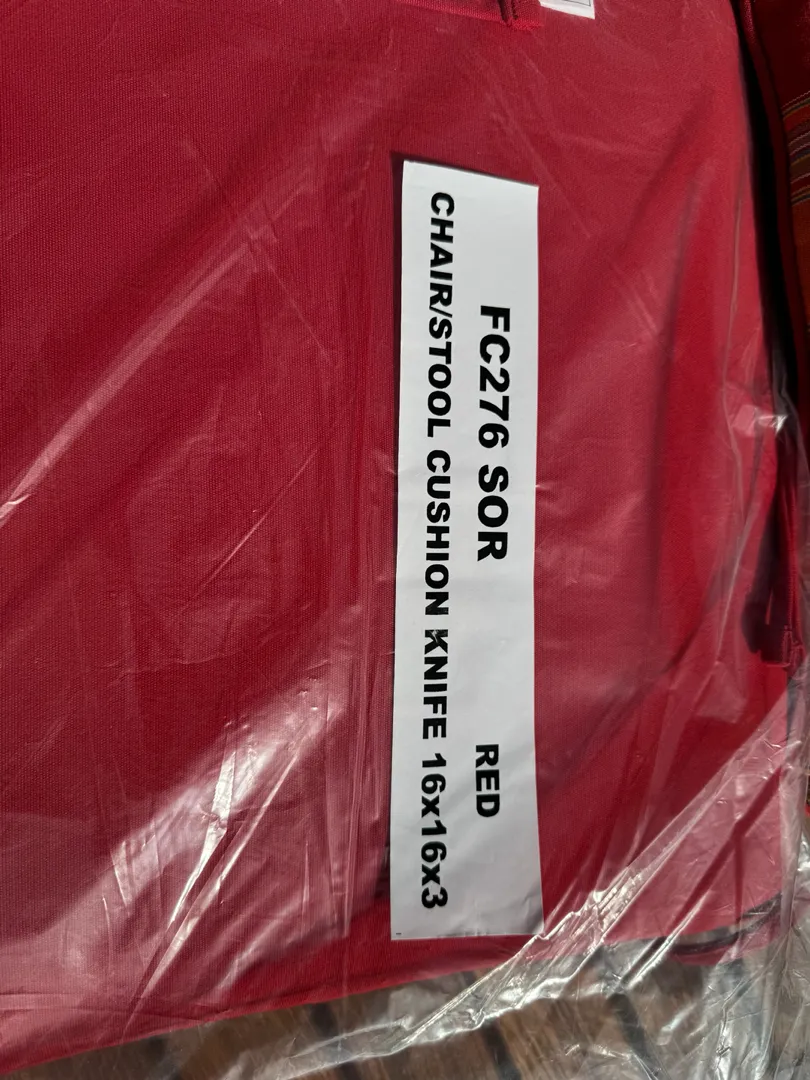 FC276 SOR RED
CHAIR/STOOL CUSHION KNIFE 16x16x3